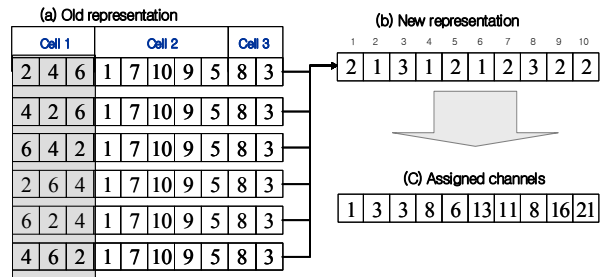 (a) Old representation
Cell 1 Cell 2 Cell 3
2 4 6 1 7 10 9 5 8 3
4 2 6 1 7 10 9 5 8 3
6 4 2 1 7 10 9 5 8 3
2 6 4 1 7 10 9 5 8 3
6 2 4 1 7 10 9 5 8 3
4 6 2 1 7 10 9 5 8 3
(b) New representation
1 2 3 4 5 6 7 8 9 10
2 1 3 1 2 1 2 3 2 2
(C) Assigned channels
1 3 3 8 6 13 11 8 16 21